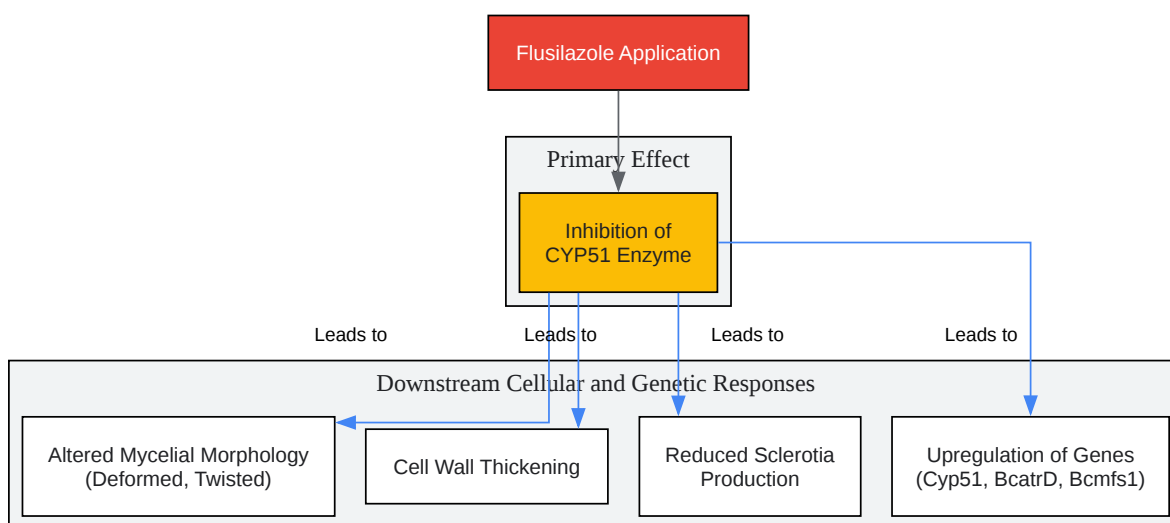 Flusilazole Application
Primary Effect
Inhibition of
CYP51 Enzyme
Leads to
Leads to
Leads to
Leads to
Downstream Cellular and Genetic Responses
Altered Mycelial Morphology
(Deformed, Twisted)
Cell Wall Thickening
Reduced Sclerotia
Production
Upregulation of Genes
(Cyp51, BcatrD, Bcmfs1)